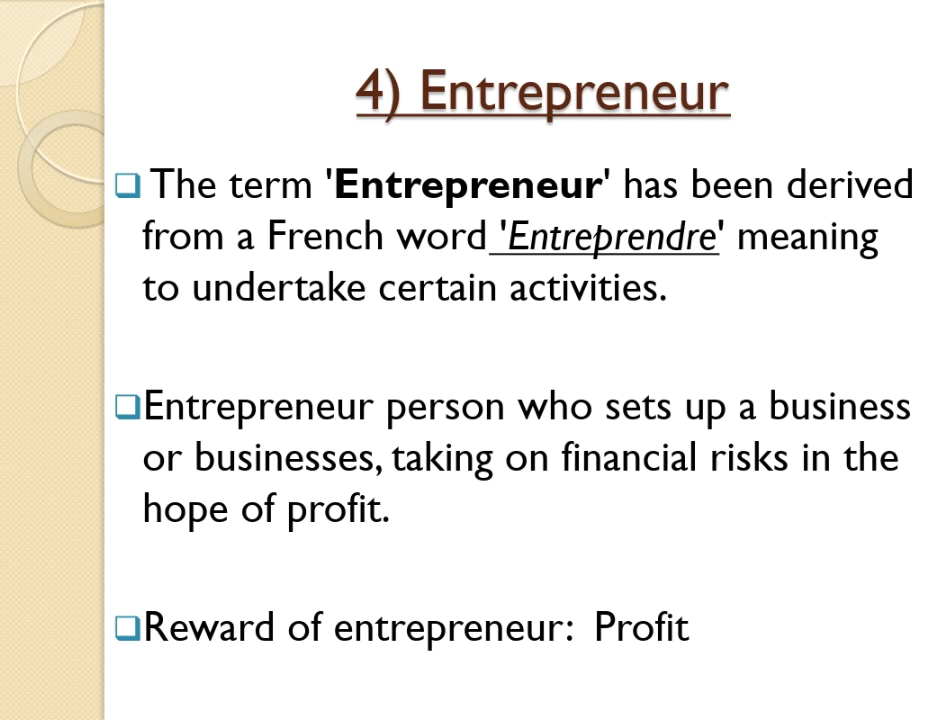 4) Entrepreneur
The term 'Entrepreneur' has been derived
from a French word 'Entreprendre' meaning
to undertake certain activities.
Entrepreneur person who sets up a business
or businesses, taking on financial risks in the
hope of profit.
Reward of entrepreneur: Profit